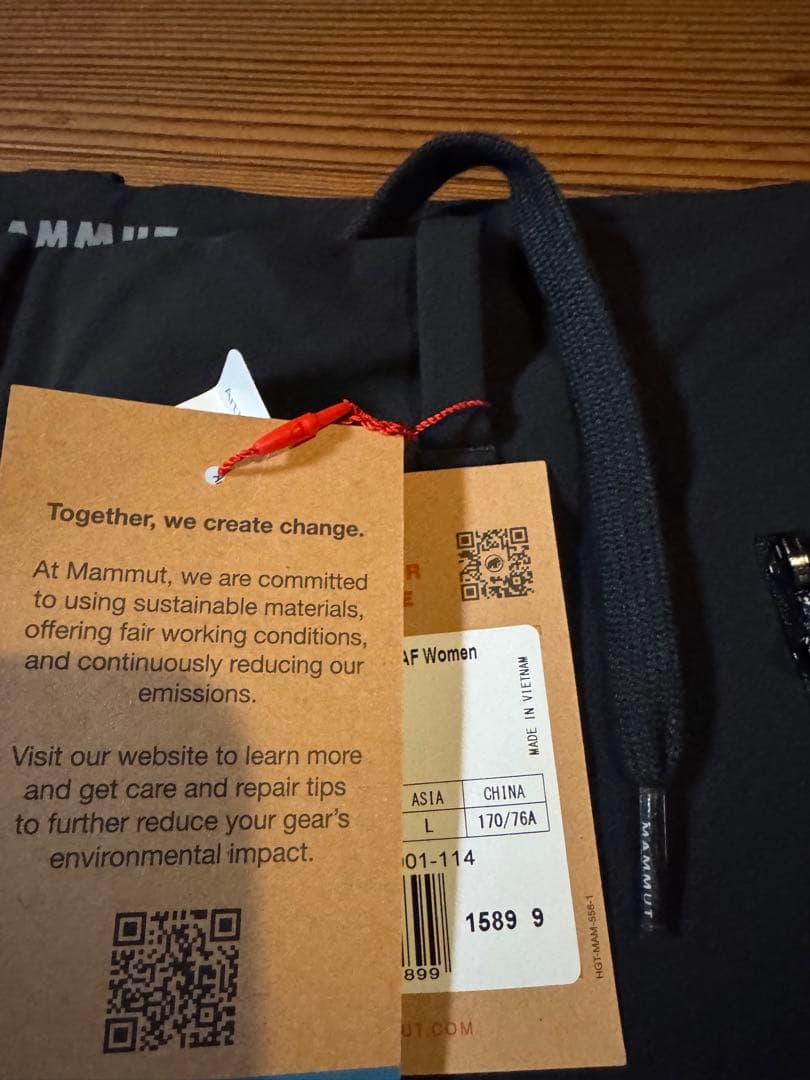 MAMMUT
Together, we create change.
At Mammut, we are committed
to using sustainable materials,
offering fair working conditions,
and continuously reducing our
emissions.
Visit our website to learn more
and get care and repair tips
to further reduce your gear's
environmental impact.
R
E
AF Women
MADE IN VIETNAM
ASIA CHINA
L 170/76A
01-114
1589 9
899
HGT-MAM-556-1
UT.COM
MAMMUT